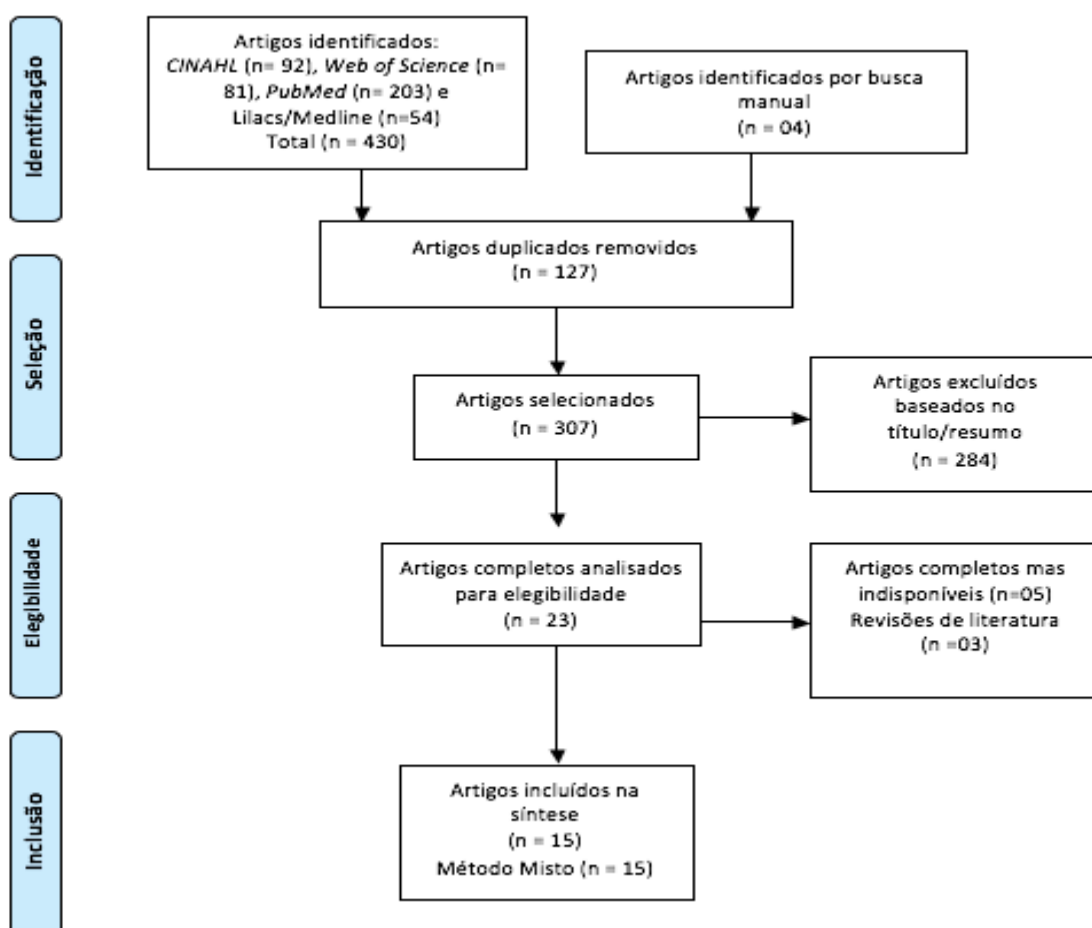 Identificação
Artigos identificados:
CINAHL (n= 92), Web of Science (n=
81), PubMed (n= 203) e
Lilacs/Medline (n=54)
Total (n = 430)
Artigos identificados por busca
manual
(n = 04)
Seleção
Artigos duplicados removidos
(n = 127)
Artigos selecionados
(n = 307)
Artigos excluídos
baseados no
título/resumo
(n = 284)
Elegibilidade
Artigos completos analisados
para elegibilidade
(n = 23)
Artigos completos mas
indisponíveis (n=05)
Revisões de literatura
(n =03)
Inclusão
Artigos incluídos na
síntese
(n = 15)
Método Misto (n = 15)